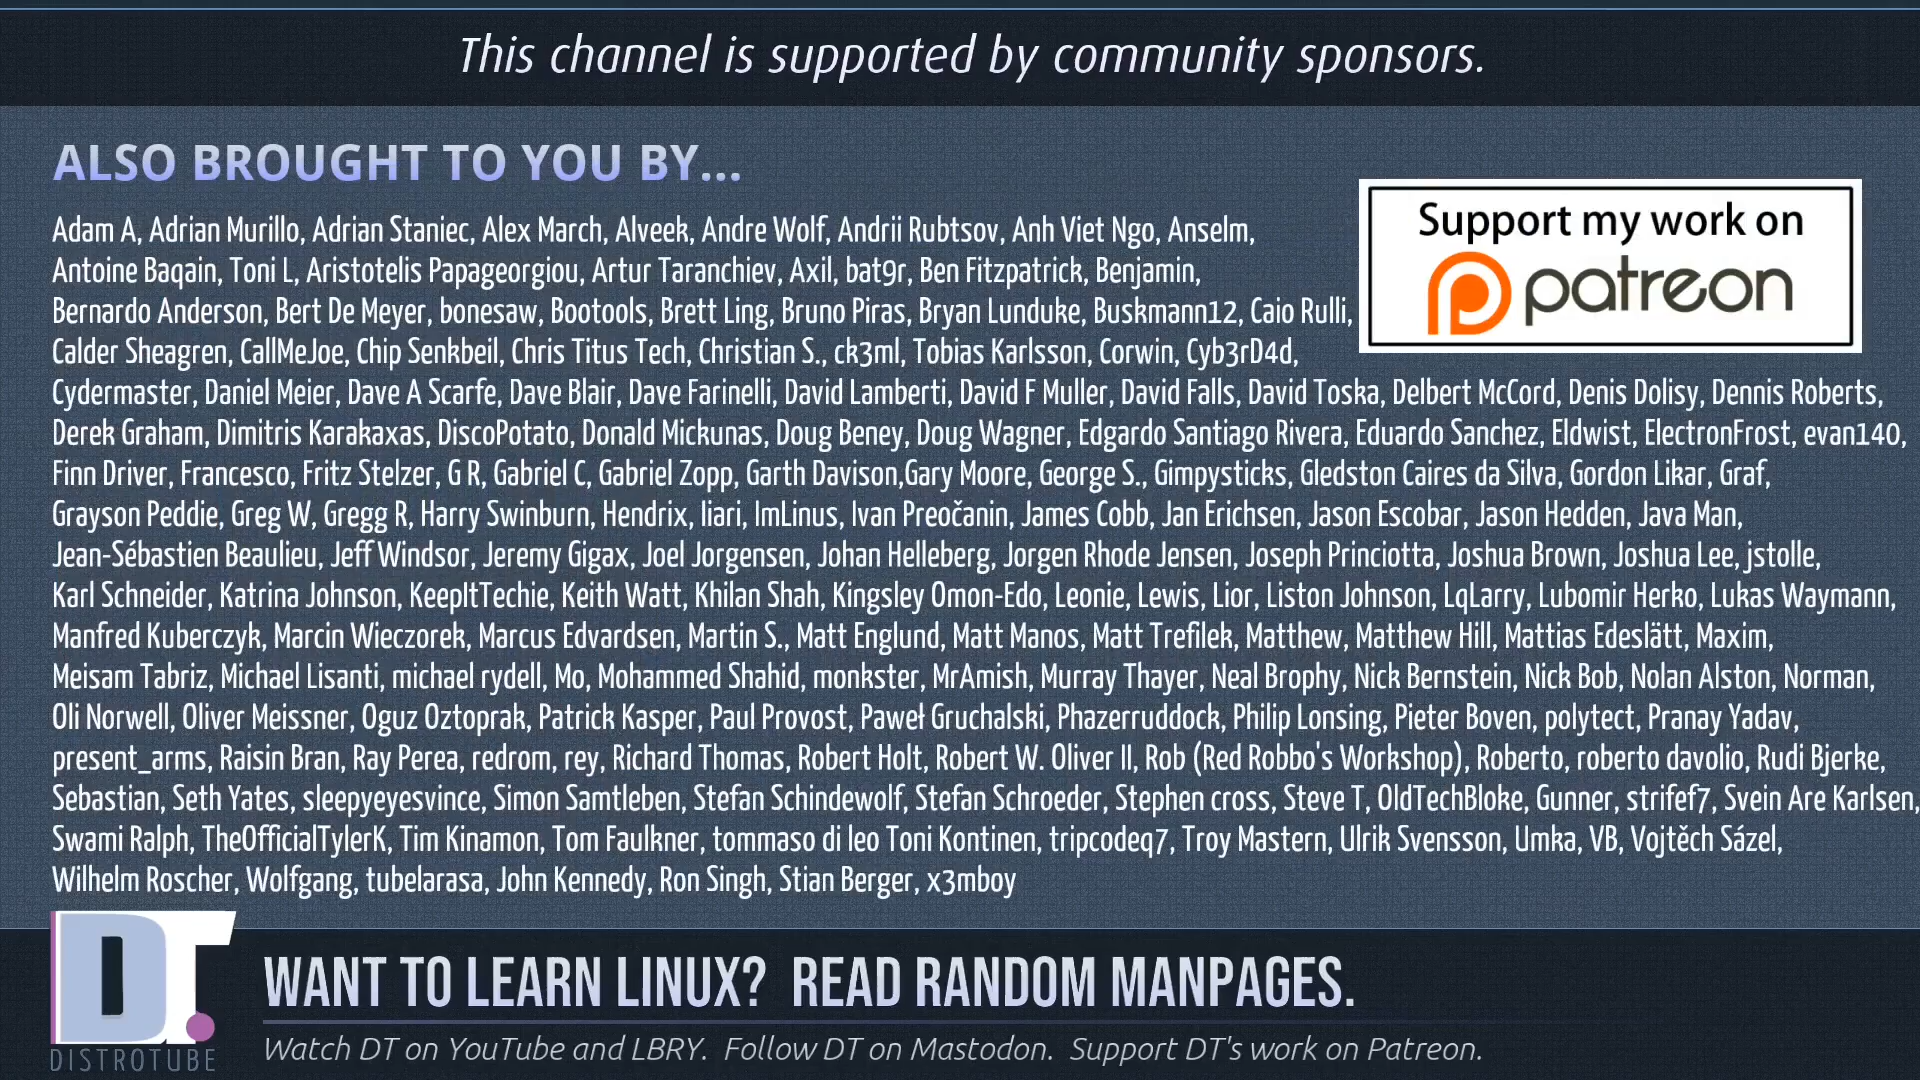 This channel is supported by community sponsors.
ALSO BROUGHT TO YOU BY...
Adam A, Adrian Murillo, Adrian Staniec, Alex March, Alveek, Andre Wolf, Andrii Rubtsov, Anh Viet Ngo, Anselm,
Antoine Baqain, Toni L, Aristotelis Papageorgiou, Artur Taranchiev, Axil, bat9r, Ben Fitzpatrick, Benjamin,
Bernardo Anderson, Bert De Meyer, bonesaw, Bootools, Brett Ling, Bruno Piras, Bryan Lunduke, Buskmann12, Caio Rulli,
Calder Sheagren, CallMeJoe, Chip Senkbeil, Chris Titus Tech, Christian S., ck3ml, Tobias Karlsson, Corwin, Cyb3rD4d,
Support my work on
patreon
Cydermaster, Daniel Meier, Dave A Scarfe, Dave Blair, Dave Farinelli, David Lamberti, David F Muller, David Falls, David Toska, Delbert McCord, Denis Dolisy, Dennis Roberts,
Derek Graham, Dimitris Karakaxas, DiscoPotato, Donald Mickunas, Doug Beney, Doug Wagner, Edgardo Santiago Rivera, Eduardo Sanchez, Eldwist, ElectronFrost, evan140,
Finn Driver, Francesco, Fritz Stelzer, G R, Gabriel C, Gabriel Zopp, Garth Davison,Gary Moore, George S., Gimpysticks, Gledston Caires da Silva, Gordon Likar, Graf,
Grayson Peddie, Greg W, Gregg R, Harry Swinburn, Hendrix, Iiari, ImLinus, Ivan Preočanin, James Cobb, Jan Erichsen, Jason Escobar, Jason Hedden, Java Man,
Jean-Sébastien Beaulieu, Jeff Windsor, Jeremy Gigax, Joel Jorgensen, Johan Helleberg, Jorgen Rhode Jensen, Joseph Princiotta, Joshua Brown, Joshua Lee, jstolle,
Karl Schneider, Katrina Johnson, KeepItTechie, Keith Watt, Khilan Shah, Kingsley Omon-Edo, Leonie, Lewis, Lior, Liston Johnson, LqLarry, Lubomir Herko, Lukas Waymann,
Manfred Kuberczyk, Marcin Wieczorek, Marcus Edvardsen, Martin S., Matt Englund, Matt Manos, Matt Trefilek, Matthew, Matthew Hill, Mattias Edeslätt, Maxim,
Meisam Tabriz, Michael Lisanti, michael rydell, Mo, Mohammed Shahid, monkster, MrAmish, Murray Thayer, Neal Brophy, Nick Bernstein, Nick Bob, Nolan Alston, Norman,
Oli Norwell, Oliver Meissner, Oguz Oztoprak, Patrick Kasper, Paul Provost, Paweł Gruchalski, Phazerruddock, Philip Lonsing, Pieter Boven, polytect, Pranay Yadav,
present_arms, Raisin Bran, Ray Perea, redrom, rey, Richard Thomas, Robert Holt, Robert W. Oliver II, Rob (Red Robbo's Workshop), Roberto, roberto davolio, Rudi Bjerke,
Sebastian, Seth Yates, sleepyeyesvince, Simon Samtleben, Stefan Schindewolf, Stefan Schroeder, Stephen cross, Steve T, OldTechBloke, Gunner, strifef7, Svein Are Karlsen,
Swami Ralph, TheOfficialTylerK, Tim Kinamon, Tom Faulkner, tommaso di leo Toni Kontinen, tripcodeq7, Troy Mastern, Ulrik Svensson, Umka, VB, Vojtěch Sázel,
Wilhelm Roscher, Wolfgang, tubelarasa, John Kennedy, Ron Singh, Stian Berger, x3mboy
DT
DISTROTUBE
WANT TO LEARN LINUX? READ RANDOM MANPAGES.
Watch DT on YouTube and LBRY. Follow DT on Mastodon. Support DT's work on Patreon.